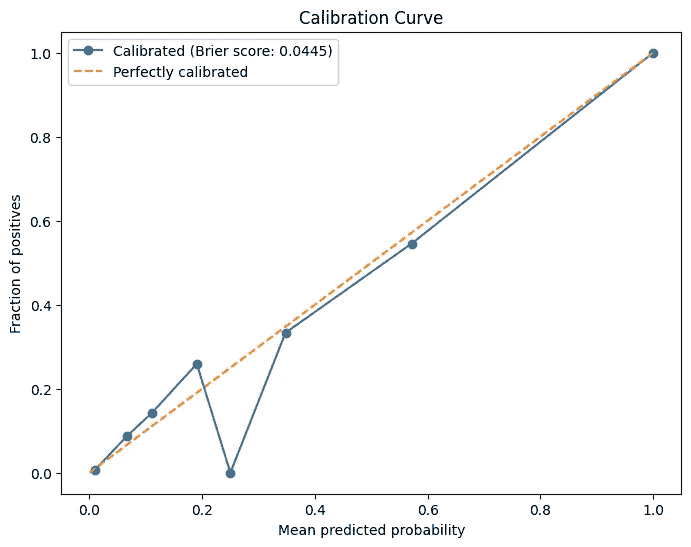 Calibration Curve
Calibrated (Brier score: 0.0445)
Perfectly calibrated
Fraction of positives
1.0
0.8
0.6
0.4
0.2
0.0
0.0 0.2 0.4 0.6 0.8 1.0
Mean predicted probability